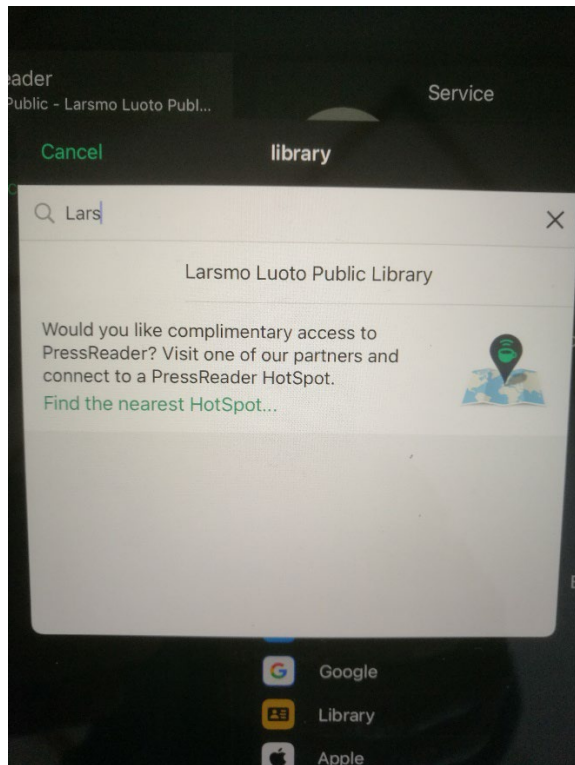 eader
Public - Larsmo Luoto Publ...
Service
Cancel
library
Lars
Larsmo Luoto Public Library
Would you like complimentary access to
PressReader? Visit one of our partners and
connect to a PressReader HotSpot.
Find the nearest HotSpot...
Google
Library
Apple